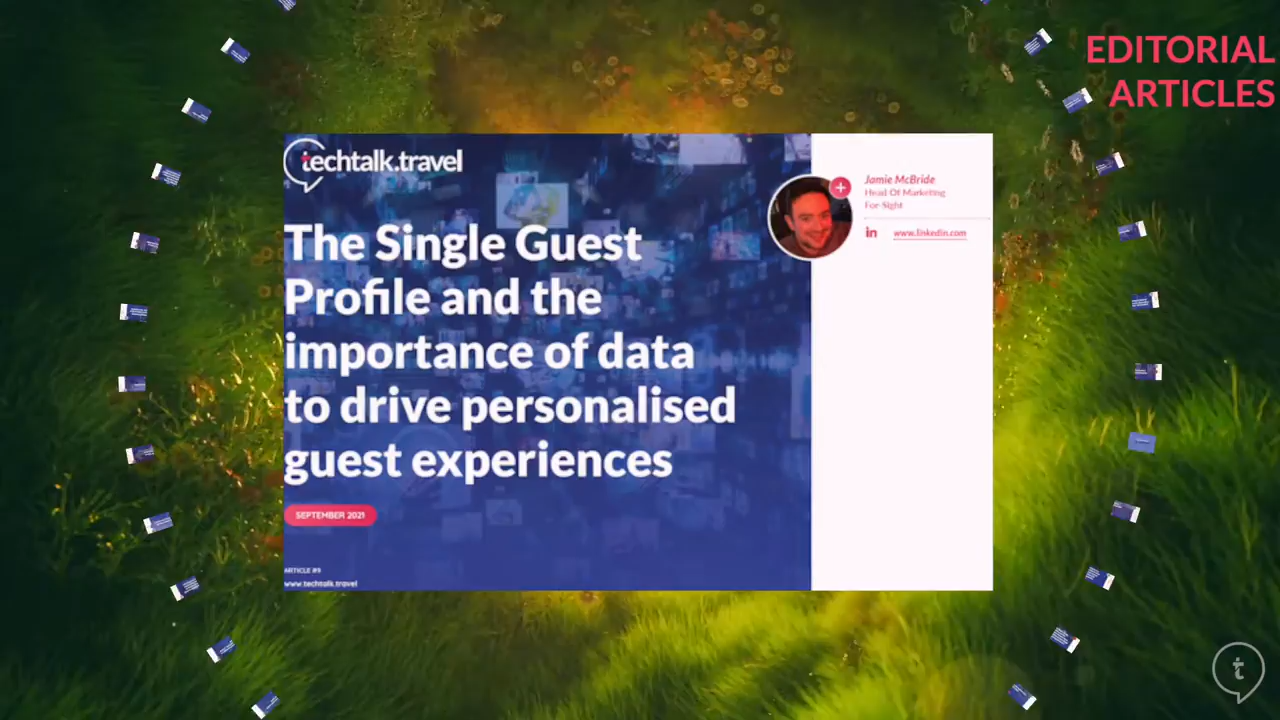 EDITORIAL
ARTICLES
techtalk.travel
The Single Guest
Profile and the
importance of data
to drive personalised
guest experiences
SEPTEMBER 2021
ARTICLE #9
www.techtalk.travel
Jamie McBride
Head Of Marketing
For-Sight
in
www.linkedin.com
t